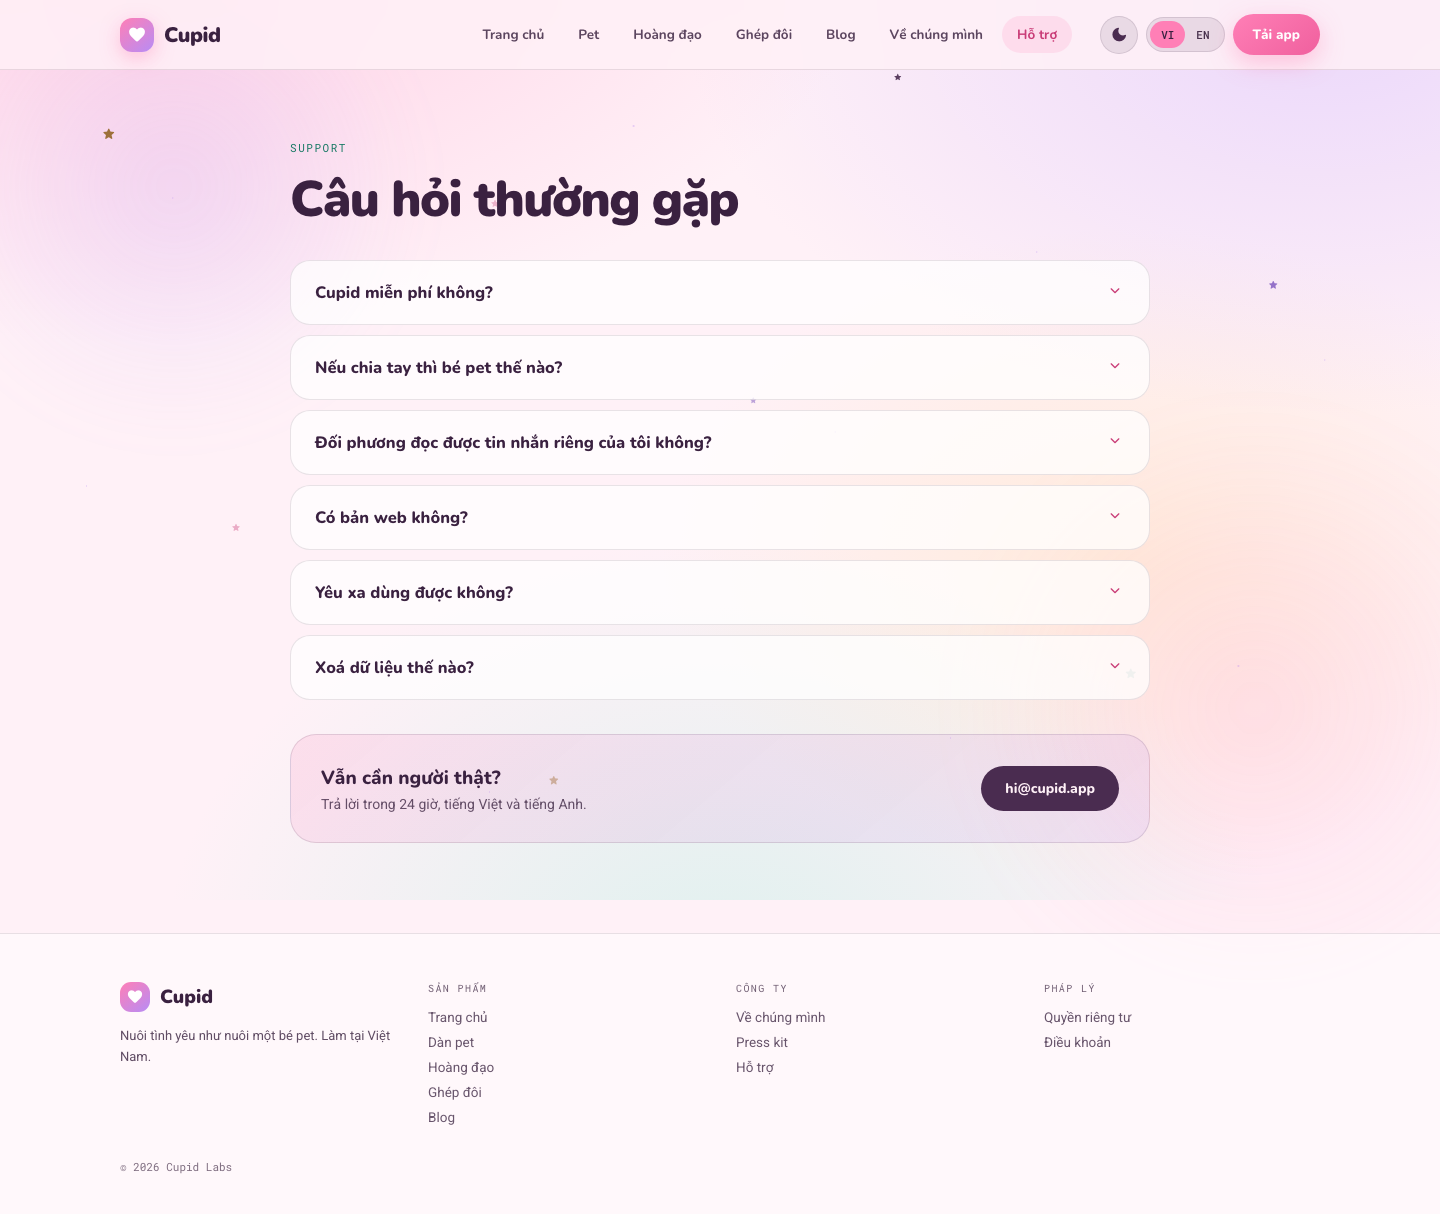 Cupid
Trang chủ
Pet
Hoàng đạo
Ghép đôi
Blog
Về chúng mình
Hỗ trợ
VI
EN
Tải app
SUPPORT
Câu hỏi thường gặp
Cupid miễn phí không?
Nếu chia tay thì bé pet thế nào?
Đối phương đọc được tin nhắn riêng của tôi không?
Có bản web không?
Yêu xa dùng được không?
Xoá dữ liệu thế nào?
Vẫn cần người thật?
Trả lời trong 24 giờ, tiếng Việt và tiếng Anh.
hi@cupid.app
Cupid
Nuôi tình yêu như nuôi một bé pet. Làm tại Việt
Nam.
SẢN PHẨM
Trang chủ
Dàn pet
Hoàng đạo
Ghép đôi
Blog
CÔNG TY
Về chúng mình
Press kit
Hỗ trợ
PHÁP LÝ
Quyền riêng tư
Điều khoản
© 2026 Cupid Labs